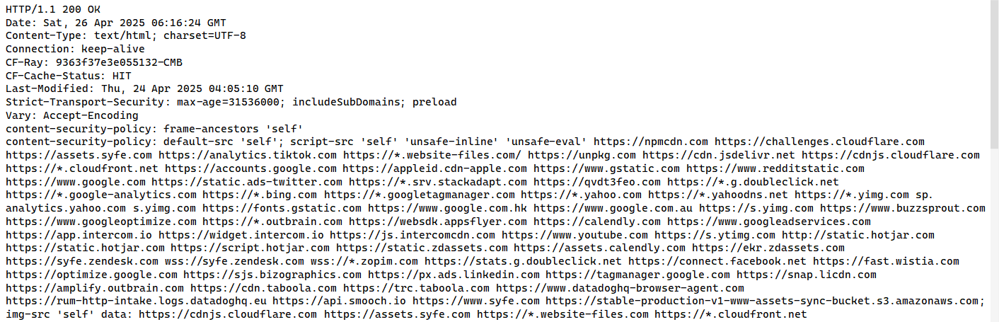 HTTP/1.1 200 OK
Date: Sat, 26 Apr 2025 06:16:24 GMT
Content-Type: text/html; charset=UTF-8
Connection: keep-alive
CF-Ray: 9363f37e3e055132-CMB
CF-Cache-Status: HIT
Last-Modified: Thu, 24 Apr 2025 04:05:10 GMT
Strict-Transport-Security: max-age=31536000; includeSubDomains; preload
Vary: Accept-Encoding
content-security-policy: frame-ancestors 'self'
content-security-policy: default-src 'self'; script-src 'self' 'unsafe-inline' 'unsafe-eval' https://npmcdn.com https://challenges.cloudflare.com
https://assets.syfe.com https://analytics.tiktok.com https://*.website-files.com/ https://unpkg.com https://cdn.jsdelivr.net https://cdnjs.cloudflare.com
https://*.cloudfront.net https://accounts.google.com https://appleid.cdn-apple.com https://www.gstatic.com https://www.redditstatic.com
https://www.google.com https://static.ads-twitter.com https://*.srv.stackadapt.com https://qvdt3feo.com https://*.g.doubleclick.net
https://*.google-analytics.com https://*.bing.com https://*.googletagmanager.com https://*.yahoo.com https://*.yahoodns.net https://*.yimg.com sp.
analytics.yahoo.com s.yimg.com https://fonts.gstatic.com https://www.google.com.hk https://www.google.com.au https://s.yimg.com https://www.buzzsprout.com
https://www.googleoptimize.com https://*.outbrain.com https://websdk.appsflyer.com https://calendly.com https://www.googleadservices.com
https://app.intercom.io https://widget.intercom.io https://js.intercomcdn.com https://www.youtube.com https://s.ytimg.com http://static.hotjar.com
https://static.hotjar.com https://script.hotjar.com https://static.zdassets.com https://assets.calendly.com https://ekr.zdassets.com
https://syfe.zendesk.com wss://syfe.zendesk.com wss://*.zopim.com https://stats.g.doubleclick.net https://connect.facebook.net https://fast.wistia.com
https://optimize.google.com https://sjs.bizographics.com https://px.ads.linkedin.com https://tagmanager.google.com https://snap.licdn.com
https://amplify.outbrain.com https://cdn.taboola.com https://trc.taboola.com https://www.datadoghq-browser-agent.com
https://rum-http-intake.logs.datadoghq.eu https://api.smooch.io https://www.syfe.com https://stable-production-v1-www-assets-sync-bucket.s3.amazonaws.com;
img-src 'self' data: https://cdnjs.cloudflare.com https://assets.syfe.com https://*.website-files.com https://*.cloudfront.net